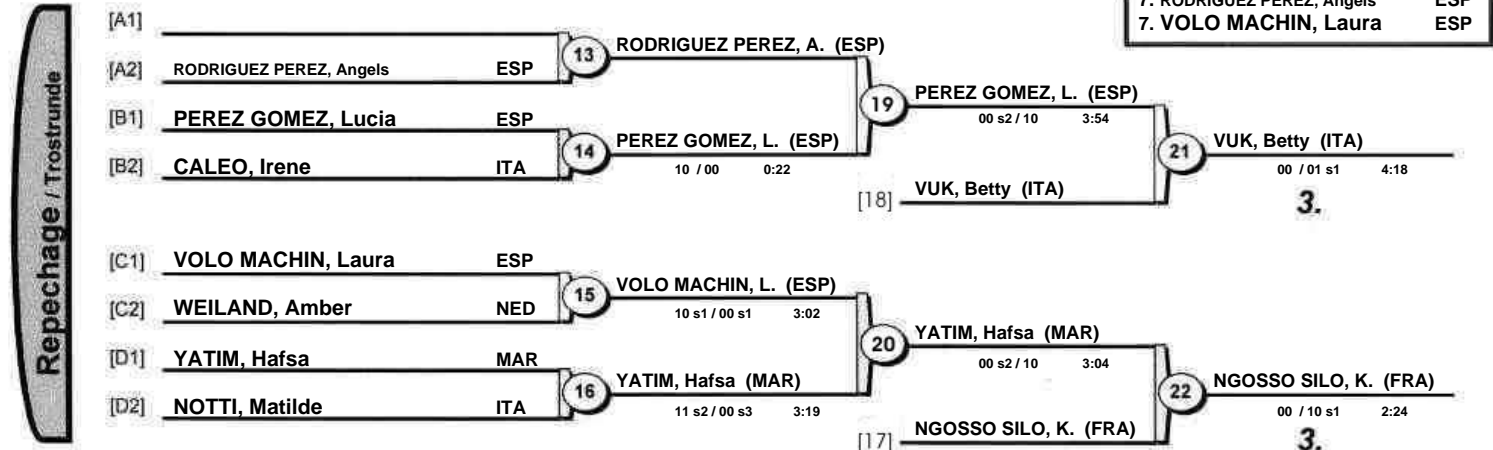 7. RODRIGUEZ PEREZ, Angels ESP
7. VOLO MACHIN, Laura ESP
Repechage / Trostrunde
[A1]
13
RODRIGUEZ PEREZ, A. (ESP)
[A2] RODRIGUEZ PEREZ, Angels ESP
19
PEREZ GOMEZ, L. (ESP)
00 s2 / 10 3:54
[B1] PEREZ GOMEZ, Lucia ESP
14
PEREZ GOMEZ, L. (ESP)
10 / 00 0:22
[B2] CALEO, Irene ITA
21
VUK, Betty (ITA)
00 / 01 s1 4:18
[18] VUK, Betty (ITA)
3.
[C1] VOLO MACHIN, Laura ESP
15
VOLO MACHIN, L. (ESP)
10 s1 / 00 s1 3:02
[C2] WEILAND, Amber NED
20
YATIM, Hafsa (MAR)
00 s2 / 10 3:04
[D1] YATIM, Hafsa MAR
16
YATIM, Hafsa (MAR)
11 s2 / 00 s3 3:19
[D2] NOTTI, Matilde ITA
22
NGOSSO SILO, K. (FRA)
00 / 10 s1 2:24
[17] NGOSSO SILO, K. (FRA)
3.